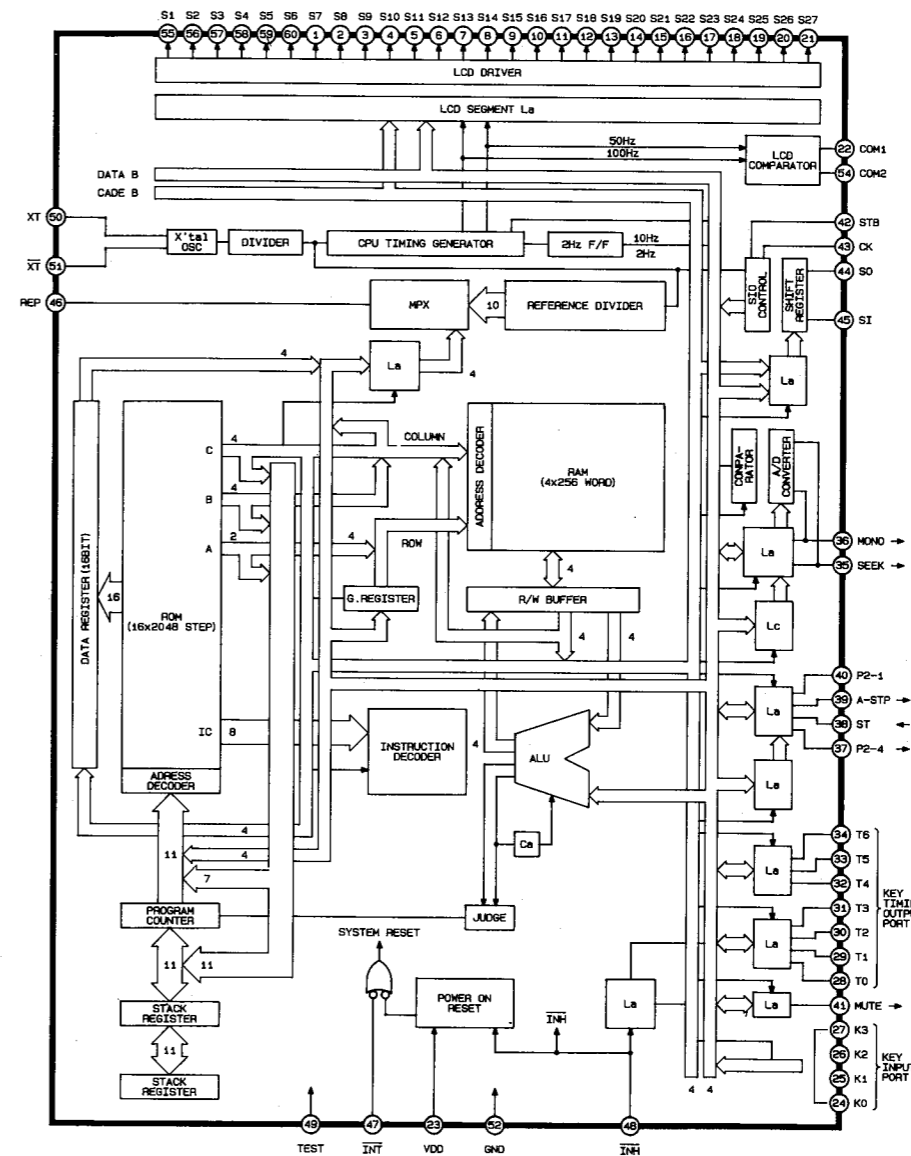 S1 S2 S3 S4 S5 S6 S7 S8 S9 S10 S11 S12 S13 S14 S15 S16 S17 S18 S19 S20 S21 S22 S23 S24 S25 S26 S27
55 56 57 58 59 60 1 2 3 4 5 6 7 8 9 10 11 12 13 14 15 16 17 18 19 20 21
LCD DRIVER
LCD SEGMENT La
50Hz
100Hz
LCD
COMPARATOR
22 COM1
54 COM2
DATA B
CADE B
XT 50
XT 51
X'tal
OSC
DIVIDER
CPU TIMING GENERATOR
2Hz F/F
10Hz
2Hz
42 STB
43 CK
44 SO
45 SI
SIO
CONTROL
SHIFT
REGISTER
REP 46
MPX
10
REFERENCE DIVIDER
4
La
4
La
DATA REGISTER (16BIT)
16
ROM
(16x2048 STEP)
C 4
B 4
A 2
IC 8
ADRESS
DECODER
COLUMN
4
ROW
G.REGISTER
ADDRESS DECODER
RAM
(4x256 WORD)
4
R/W BUFFER
4
4
CONPA-
RATOR
A/D
CONVERTER
La
36 MONO
35 SEEK
Lc
INSTRUCTION
DECODER
4
ALU
Ca
JUDGE
La
40 P2-1
39 A-STP
38 ST
37 P2-4
La
4
11
4
7
PROGRAM
COUNTER
11
11
STACK
REGISTER
11
STACK
REGISTER
La
34 T6
33 T5
32 T4
La
31 T3
30 T2
29 T1
28 T0
KEY
TIMIN
OUTPU
PORT
SYSTEM RESET
POWER ON
RESET
INH
La
La
41 MUTE
27 K3
26 K2
25 K1
24 K0
KEY
INPUT
PORT
4 4
49 47 23 52 48
TEST INT VDD GND INH